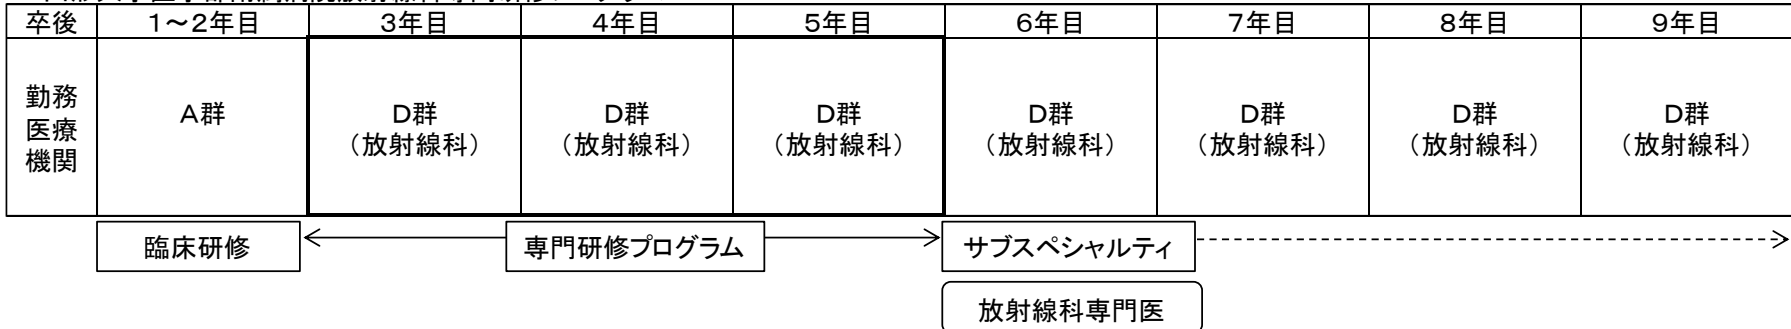 卒後 1～2年目 3年目 4年目 5年目 6年目 7年目 8年目 9年目
勤務医療機関 A群 D群（放射線科） D群（放射線科） D群（放射線科） D群（放射線科） D群（放射線科） D群（放射線科） D群（放射線科）
臨床研修 専門研修プログラム サブスペシャルティ
放射線科専門医